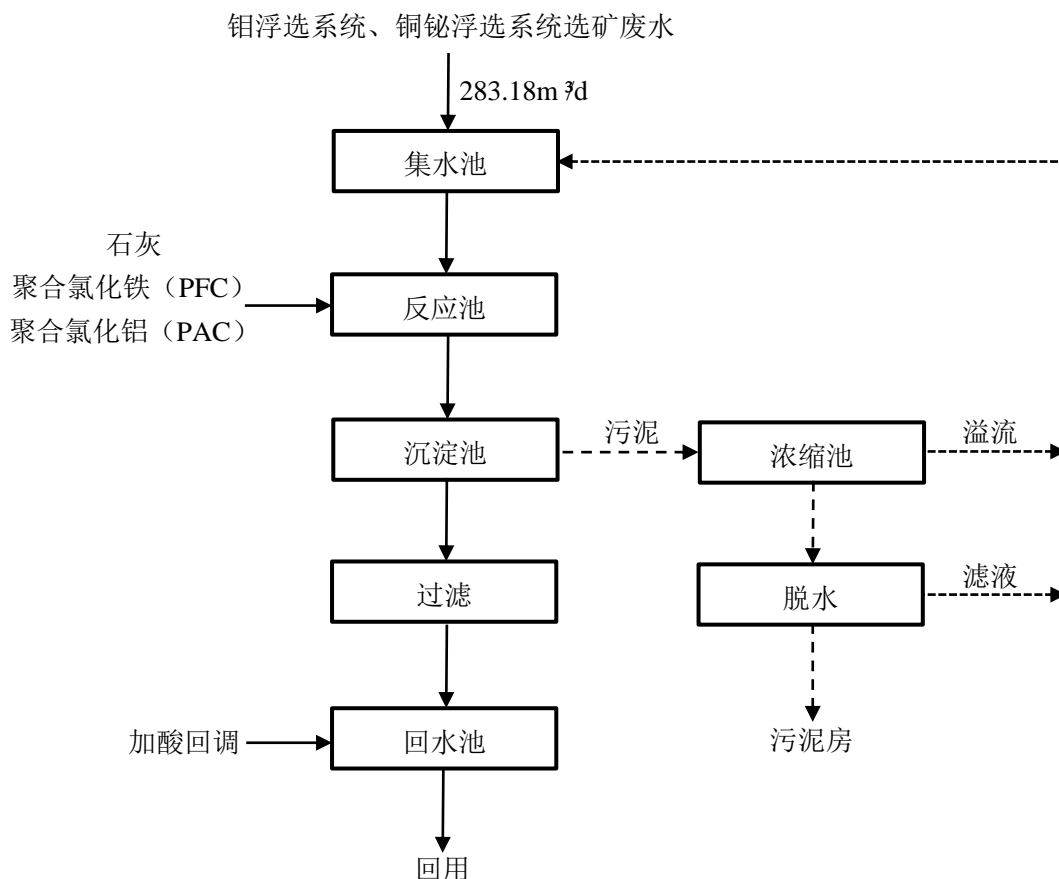 钼浮选系统、铜铋浮选系统选矿废水
283.18m³/d
集水池
石灰
聚合氯化铁（PFC）
聚合氯化铝（PAC）
反应池
沉淀池
污泥
浓缩池
溢流
过滤
脱水
滤液
加酸回调
回水池
污泥房
回用